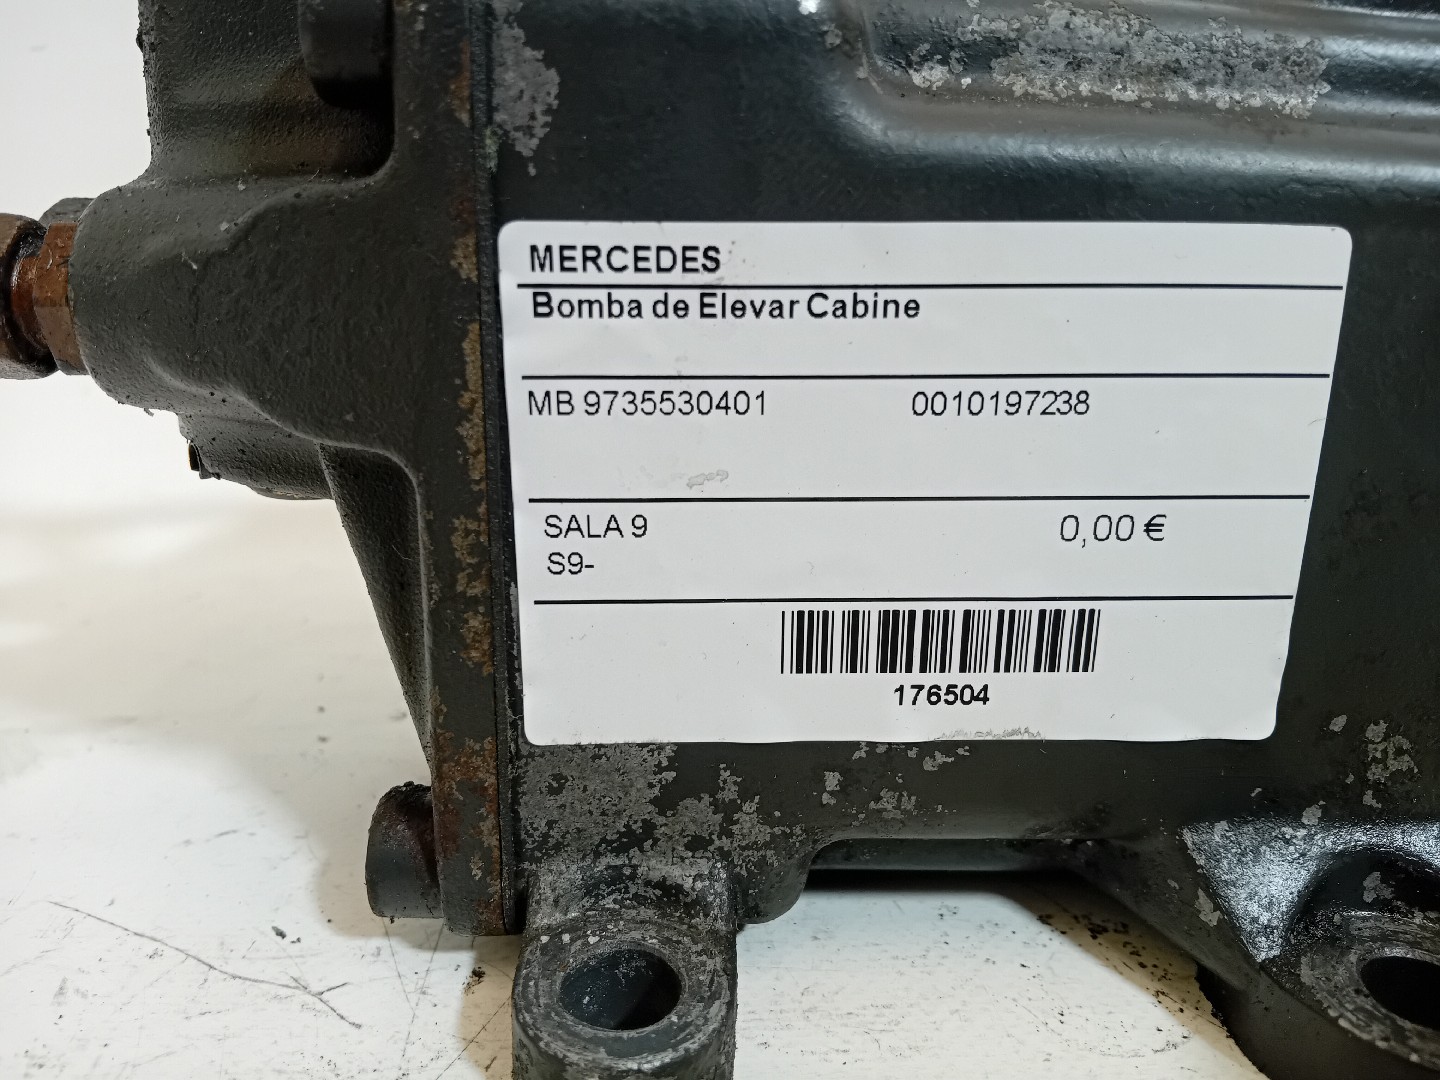 MERCEDES
Bomba de Elevar Cabine
MB 9735530401 0010197238
SALA 9 0,00 €
S9-
176504